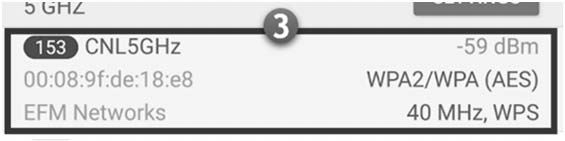 5 GHZ
3
153 CNL5GHz -59 dBm
00:08:9f:de:18:e8 WPA2/WPA (AES)
EFM Networks 40 MHz, WPS